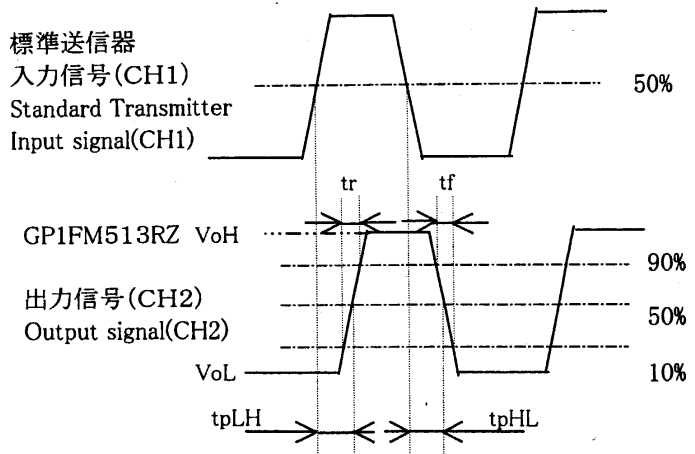 標準送信器
入力信号(CH1)
Standard Transmitter
Input signal(CH1)
50%
tr
tf
GP1FM513RZ VoH
90%
出力信号(CH2)
Output signal(CH2)
50%
VoL
10%
tpLH
tpHL